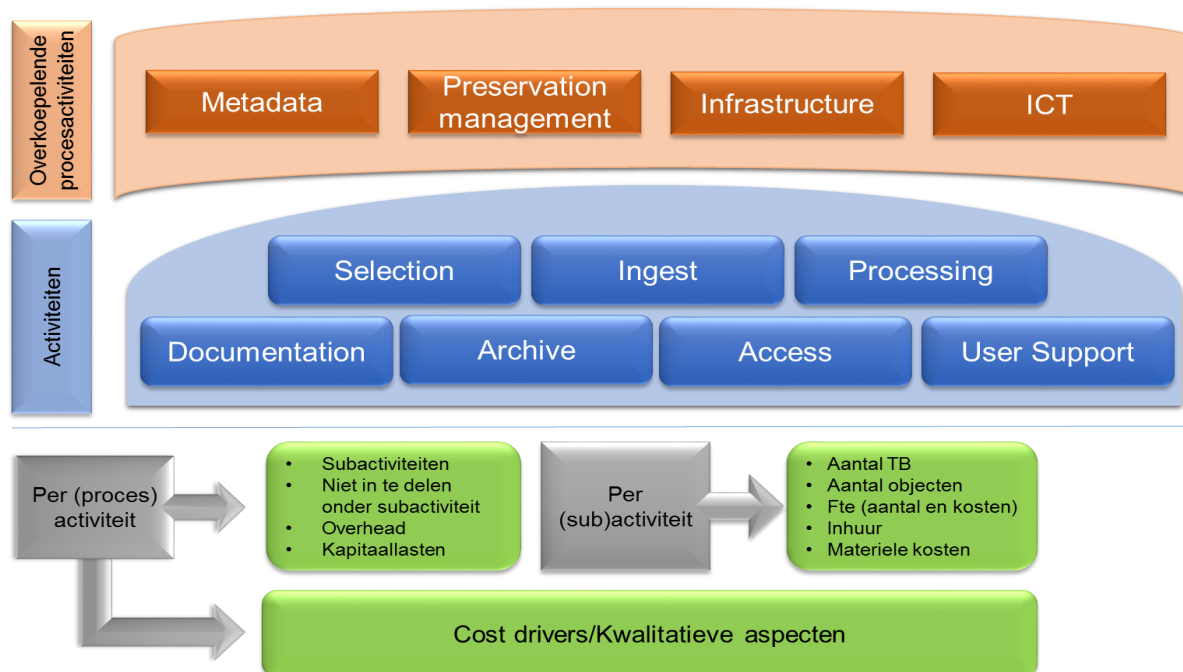 Overkoepelende
procesactiviteiten
Metadata
Preservation
management
Infrastructure
ICT
Activiteiten
Selection
Ingest
Processing
Documentation
Archive
Access
User Support
Per (proces)
activiteit
• Subactiviteiten
• Niet in te delen
onder subactiviteit
• Overhead
• Kapitaallasten
Per
(sub)activiteit
• Aantal TB
• Aantal objecten
• Fte (aantal en kosten)
• Inhuur
• Materiele kosten
Cost drivers/Kwalitatieve aspecten